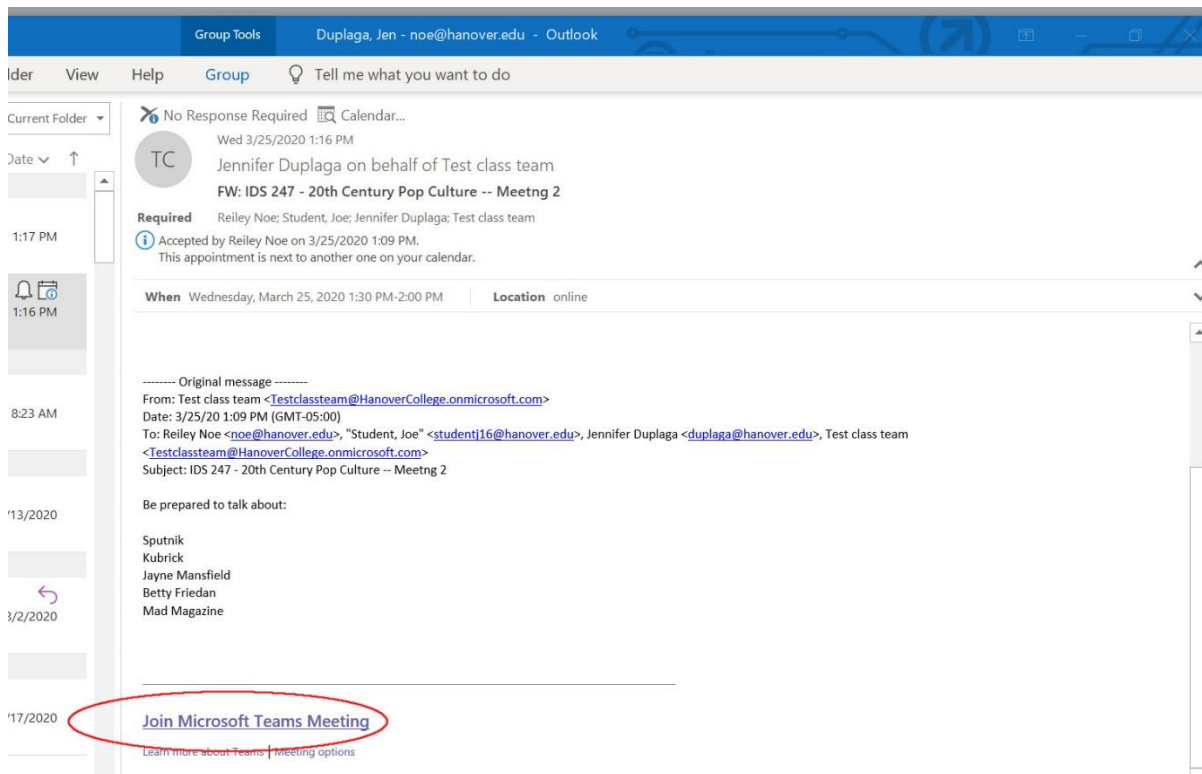 Group Tools Duplaga, Jen - noe@hanover.edu - Outlook
lder View Help Group Tell me what you want to do
Current Folder
Date
1:17 PM
1:16 PM
8:23 AM
/13/2020
3/2/2020
/17/2020
No Response Required Calendar...
Wed 3/25/2020 1:16 PM
TC
Jennifer Duplaga on behalf of Test class team
FW: IDS 247 - 20th Century Pop Culture -- Meetng 2
Required Reiley Noe; Student, Joe; Jennifer Duplaga; Test class team
Accepted by Reiley Noe on 3/25/2020 1:09 PM.
This appointment is next to another one on your calendar.
When Wednesday, March 25, 2020 1:30 PM-2:00 PM Location online
-------- Original message --------
From: Test class team <Testclassteam@HanoverCollege.onmicrosoft.com>
Date: 3/25/20 1:09 PM (GMT-05:00)
To: Reiley Noe <noe@hanover.edu>, "Student, Joe" <studentj16@hanover.edu>, Jennifer Duplaga <duplaga@hanover.edu>, Test class team
<Testclassteam@HanoverCollege.onmicrosoft.com>
Subject: IDS 247 - 20th Century Pop Culture -- Meetng 2
Be prepared to talk about:
Sputnik
Kubrick
Jayne Mansfield
Betty Friedan
Mad Magazine
Join Microsoft Teams Meeting
Learn more about Teams | Meeting options